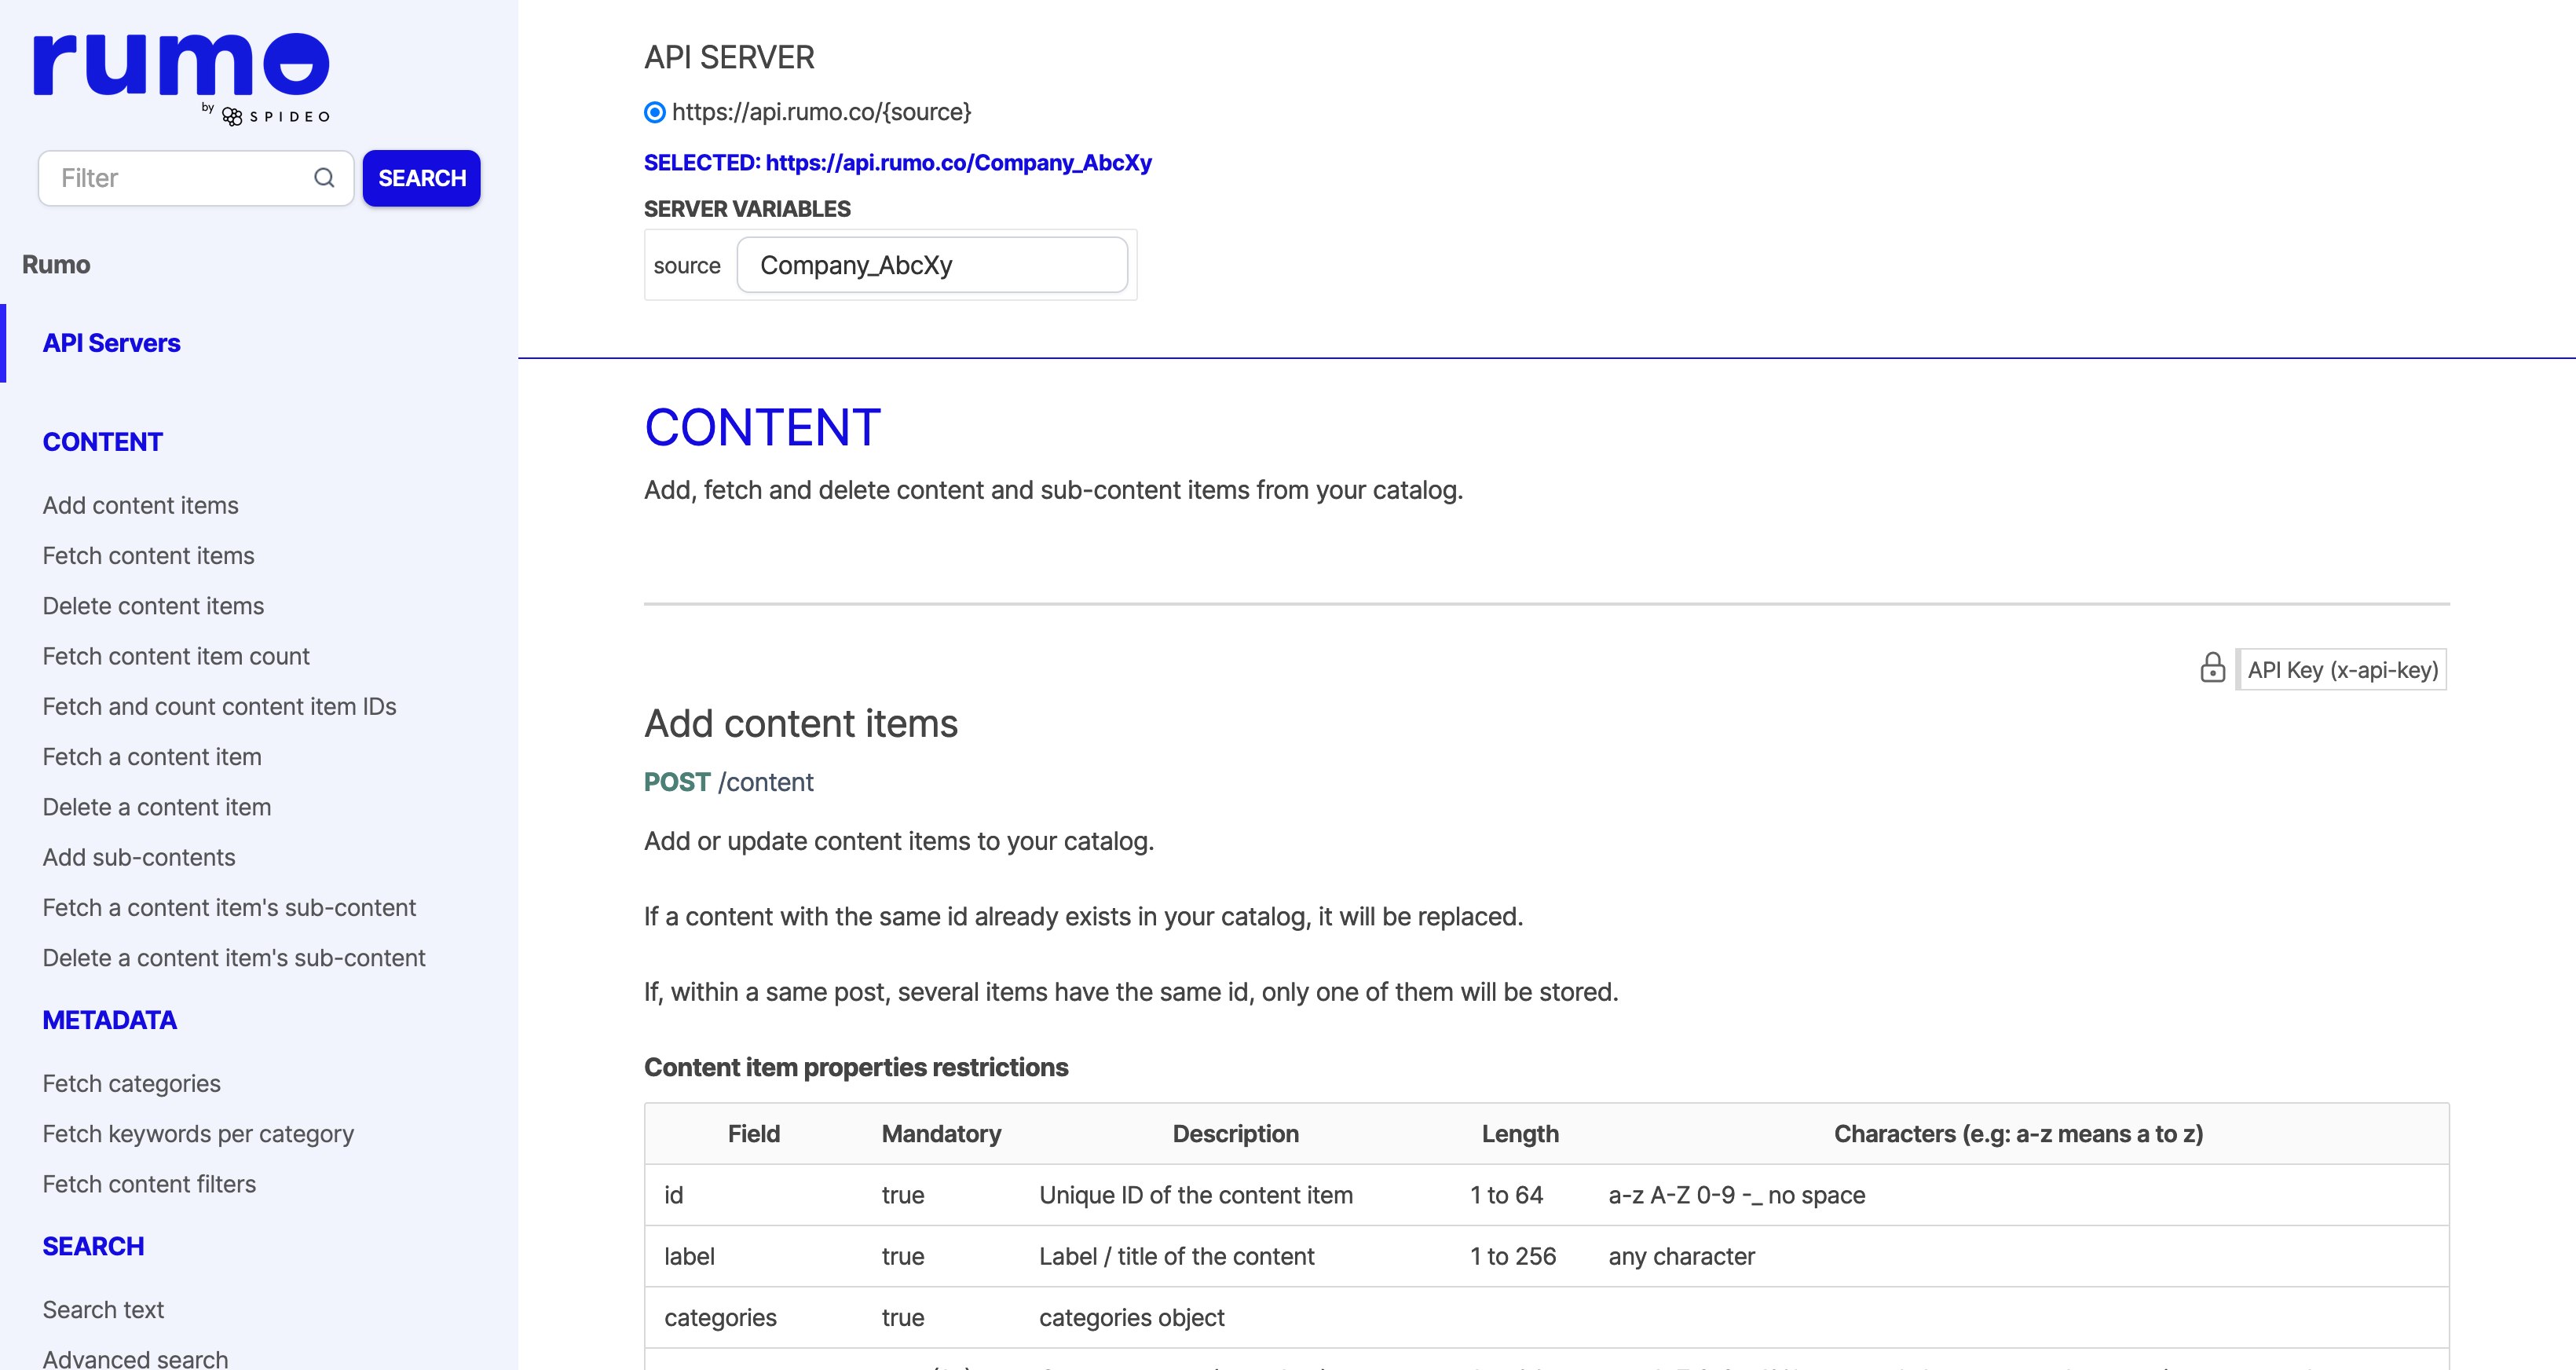 rumo
by SPIDEO
Filter
SEARCH
Rumo
API Servers
CONTENT
Add content items
Fetch content items
Delete content items
Fetch content item count
Fetch and count content item IDs
Fetch a content item
Delete a content item
Add sub-contents
Fetch a content item's sub-content
Delete a content item's sub-content
METADATA
Fetch categories
Fetch keywords per category
Fetch content filters
SEARCH
Search text
Advanced search
API SERVER
https://api.rumo.co/{source}
SELECTED: https://api.rumo.co/Company_AbcXy
SERVER VARIABLES
source Company_AbcXy
CONTENT
Add, fetch and delete content and sub-content items from your catalog.
API Key (x-api-key)
Add content items
POST /content
Add or update content items to your catalog.
If a content with the same id already exists in your catalog, it will be replaced.
If, within a same post, several items have the same id, only one of them will be stored.
Content item properties restrictions
Field Mandatory Description Length Characters (e.g: a-z means a to z)
id true Unique ID of the content item 1 to 64 a-z A-Z 0-9 -_ no space
label true Label / title of the content 1 to 256 any character
categories true categories object